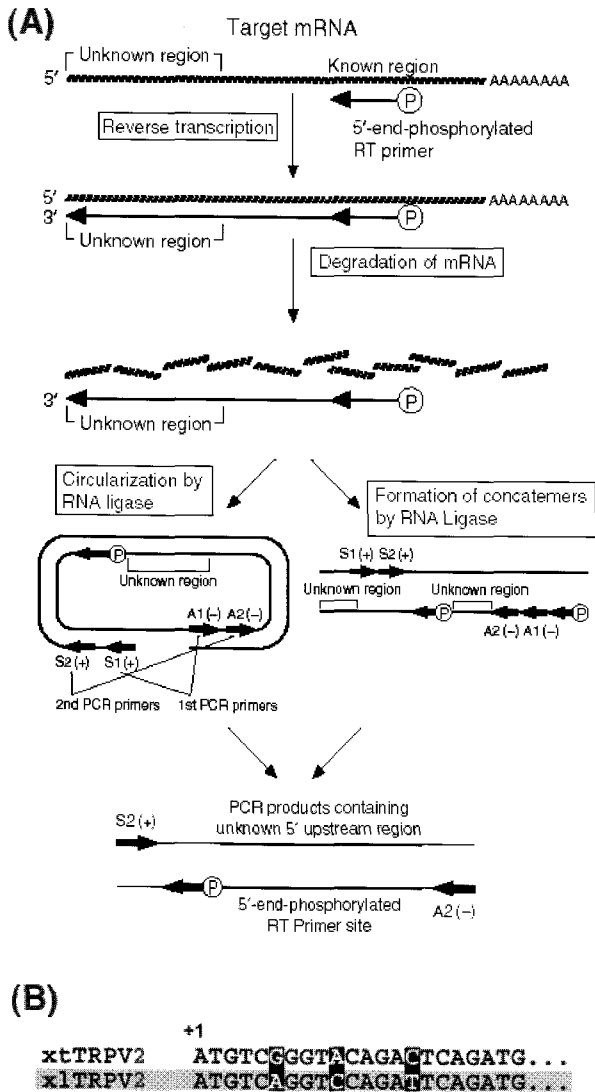 (A)
Target mRNA
Unknown region
Known region
5′
AAAAAAAA
P
Reverse transcription
5′-end-phosphorylated
RT primer
5′
AAAAAAAA
3′
P
Unknown region
Degradation of mRNA
3′
P
Unknown region
Circularization by
RNA ligase
Formation of concatemers
by RNA Ligase
P
Unknown region
A1(−) A2(−)
S2(+) S1(+)
2nd PCR primers 1st PCR primers
S1(+) S2(+)
Unknown region Unknown region
P P
A2(−) A1(−)
S2(+)
PCR products containing
unknown 5′ upstream region
P
5′-end-phosphorylated
RT Primer site
A2(−)
(B)
+1
xtTRPV2 ATGTCGGGTACAGACTCAGATG...
xlTRPV2 ATGTCAGGTCCAGATTCAGATG...